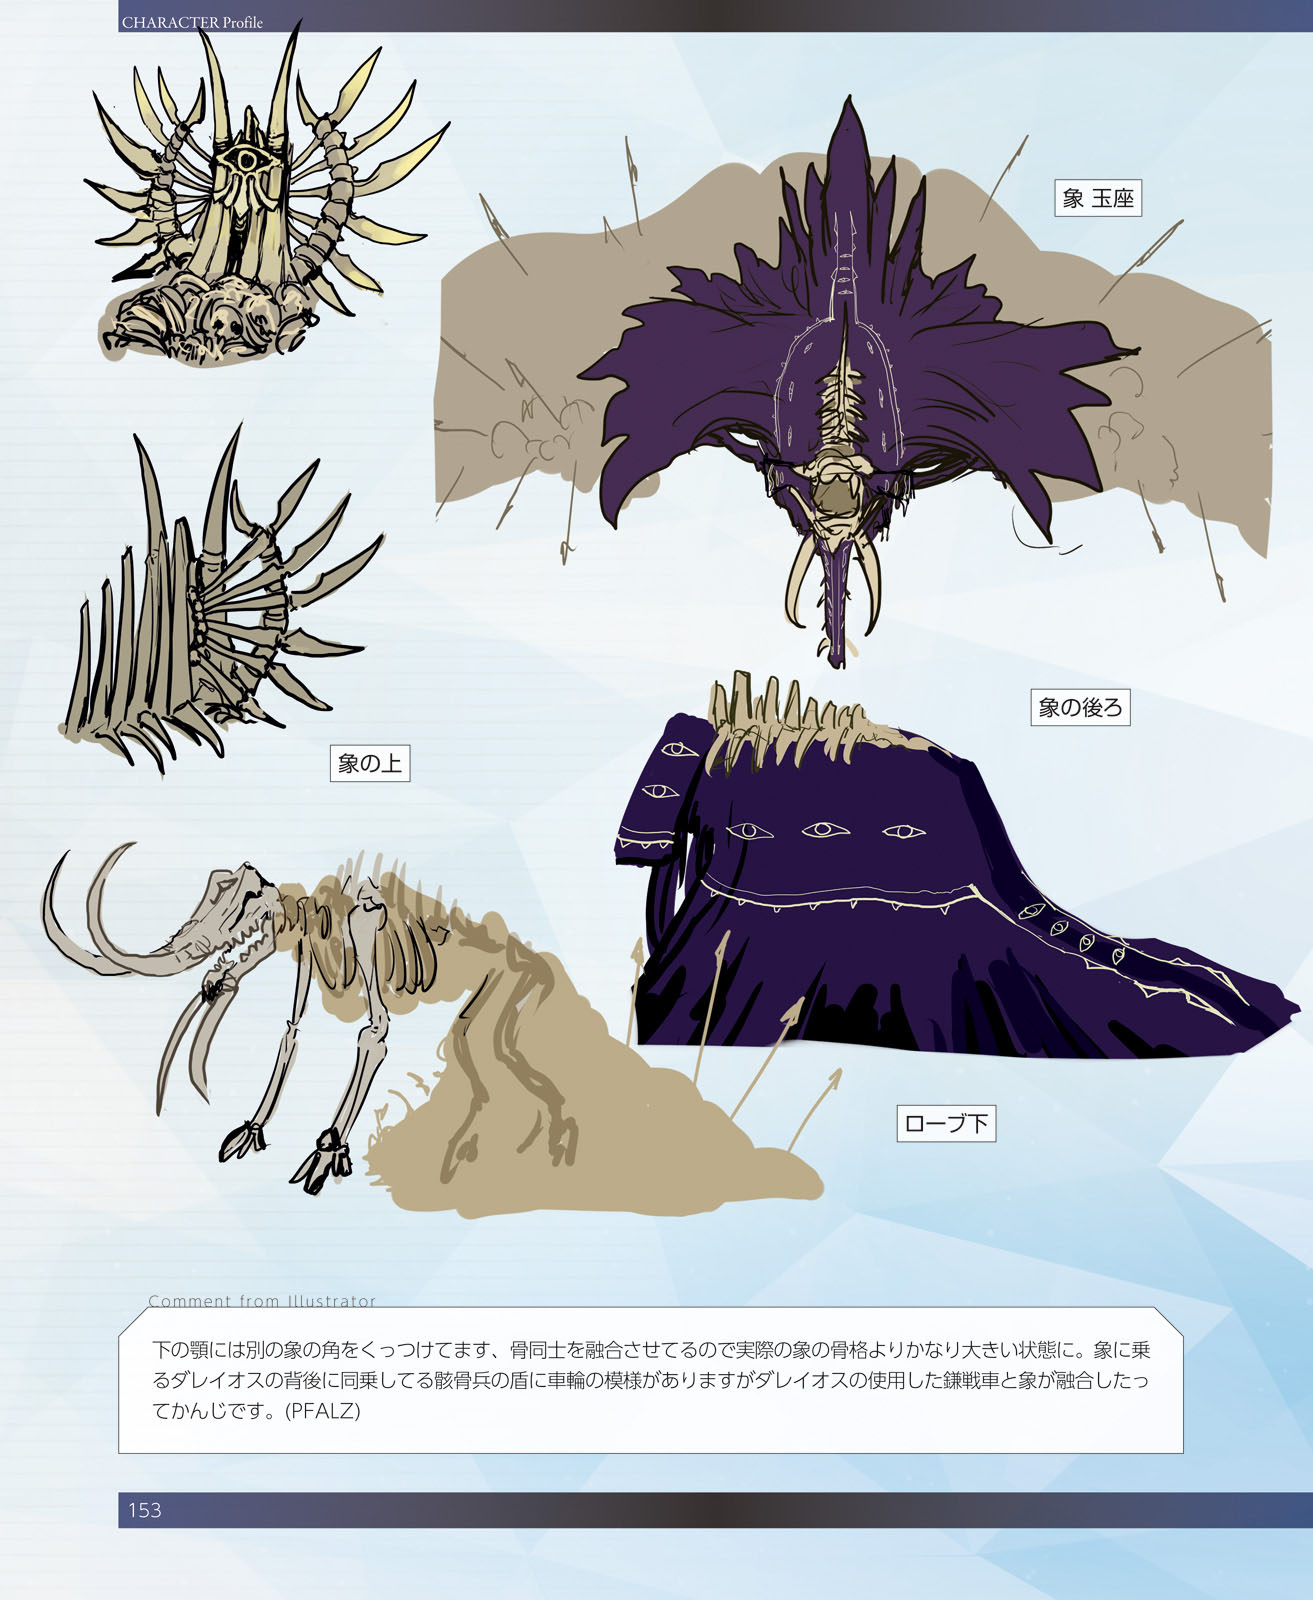 CHARACTER Profile
象 玉座
象の後ろ
象の上
ローブ下
Comment from Illustrator
下の顎には別の象の角をくっつけてます、骨同士を融合させてるので実際の象の骨格よりかなり大きい状態に。象に乗
るダレイオスの背後に同乗してる骸骨兵の盾に車輪の模様がありますがダレイオスの使用した鎌戦車と象が融合したっ
てかんじです。(PFALZ)
153